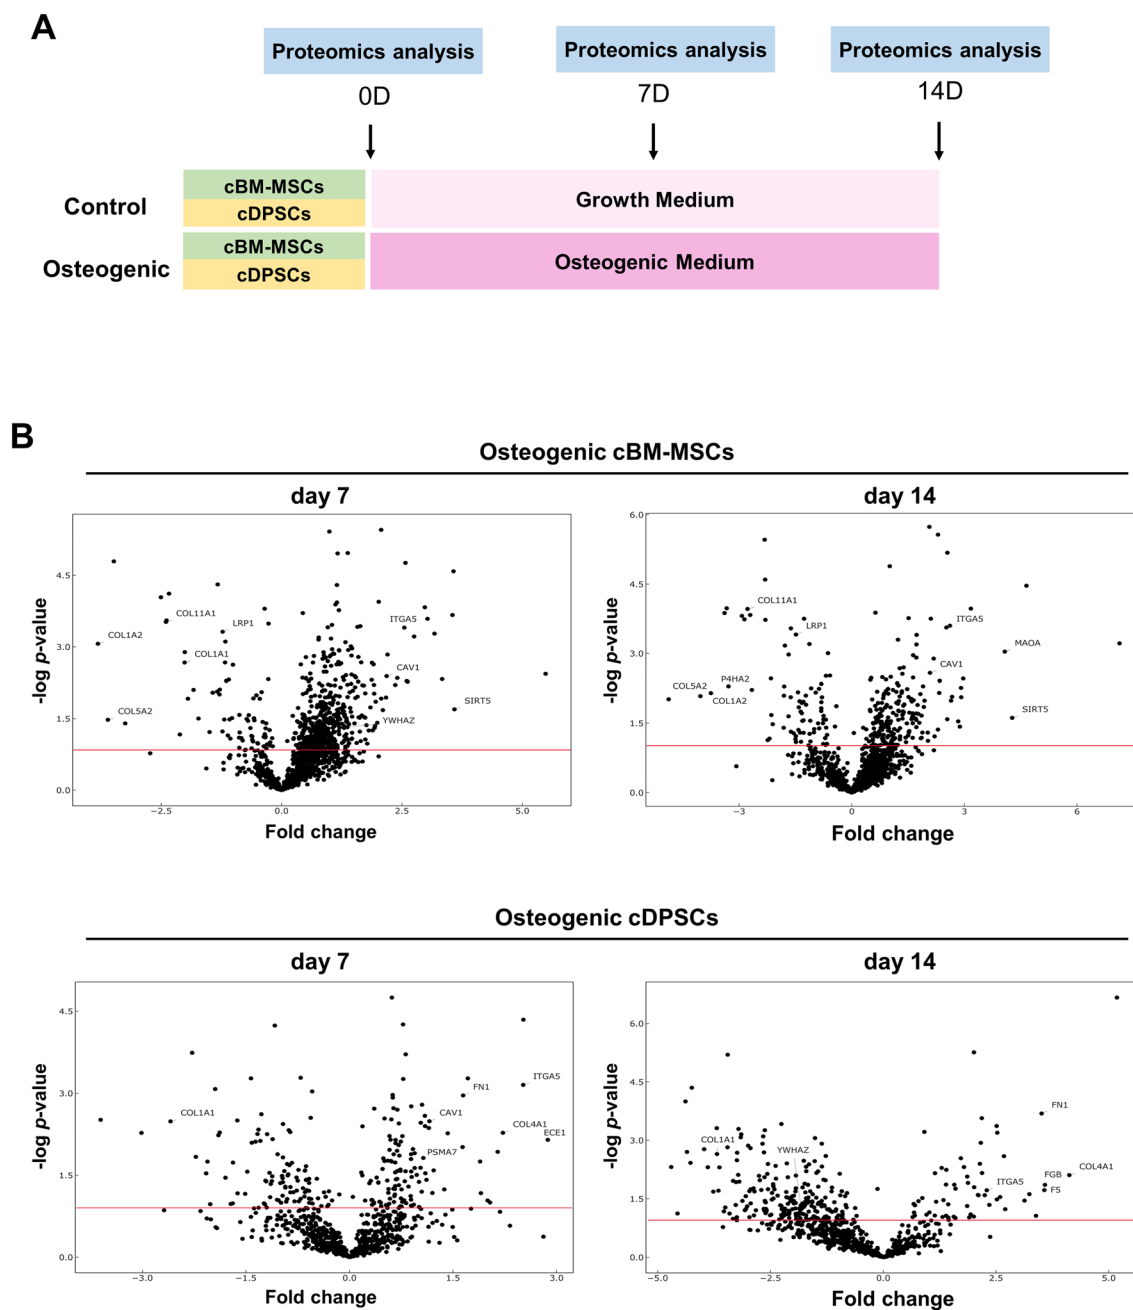 A
Proteomics analysis Proteomics analysis Proteomics analysis
0D 7D 14D
Control
cBM-MSCs
cDPSCs
Growth Medium
Osteogenic
cBM-MSCs
cDPSCs
Osteogenic Medium
B
Osteogenic cBM-MSCs
day 7
-log p-value
4.5
3.0
1.5
0.0
COL11A1
COL1A2
LRP1
COL1A1
COL5A2
ITGA5
CAV1
SIRT5
YWHAZ
-2.5 0.0 2.5 5.0
Fold change
day 14
-log p-value
6.0
4.5
3.0
1.5
0.0
COL11A1
LRP1
ITGA5
MAOA
CAV1
P4HA2
COL5A2
COL1A2
SIRT5
-3 0 3 6
Fold change
Osteogenic cDPSCs
day 7
-log p-value
4.5
3.0
1.5
0.0
ITGA5
FN1
COL1A1
CAV1
COL4A1
ECE1
PSMA7
-3.0 -1.5 0.0 1.5 3.0
Fold change
day 14
-log p-value
6.0
4.5
3.0
1.5
0.0
FN1
COL1A1
YWHAZ
COL4A1
FGB
ITGA5
F5
-5.0 -2.5 0.0 2.5 5.0
Fold change